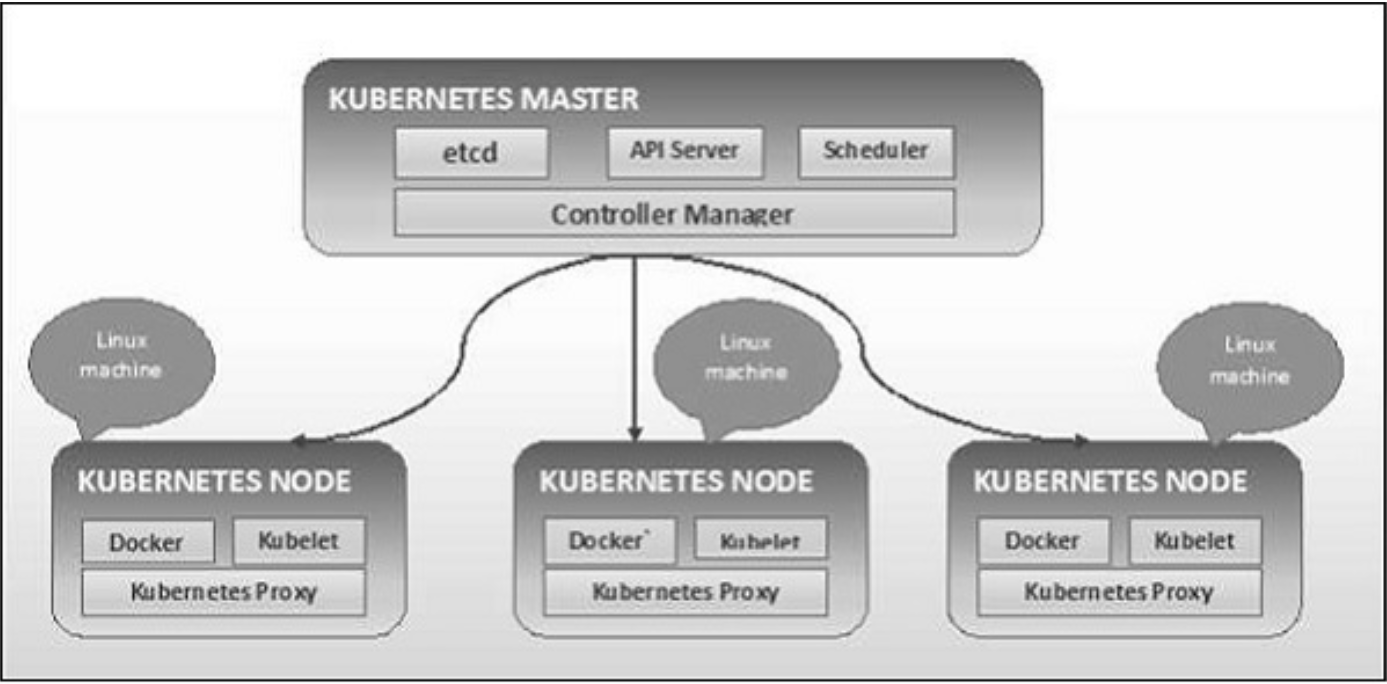 KUBERNETES MASTER
etcd
API Server
Scheduler
Controller Manager
Linux
machine
Linux
machine
Linux
machine
KUBERNETES NODE
Docker
Kubelet
Kubernetes Proxy
KUBERNETES NODE
Docker`
Kubelet
Kubernetes Proxy
KUBERNETES NODE
Docker
Kubelet
Kubernetes Proxy